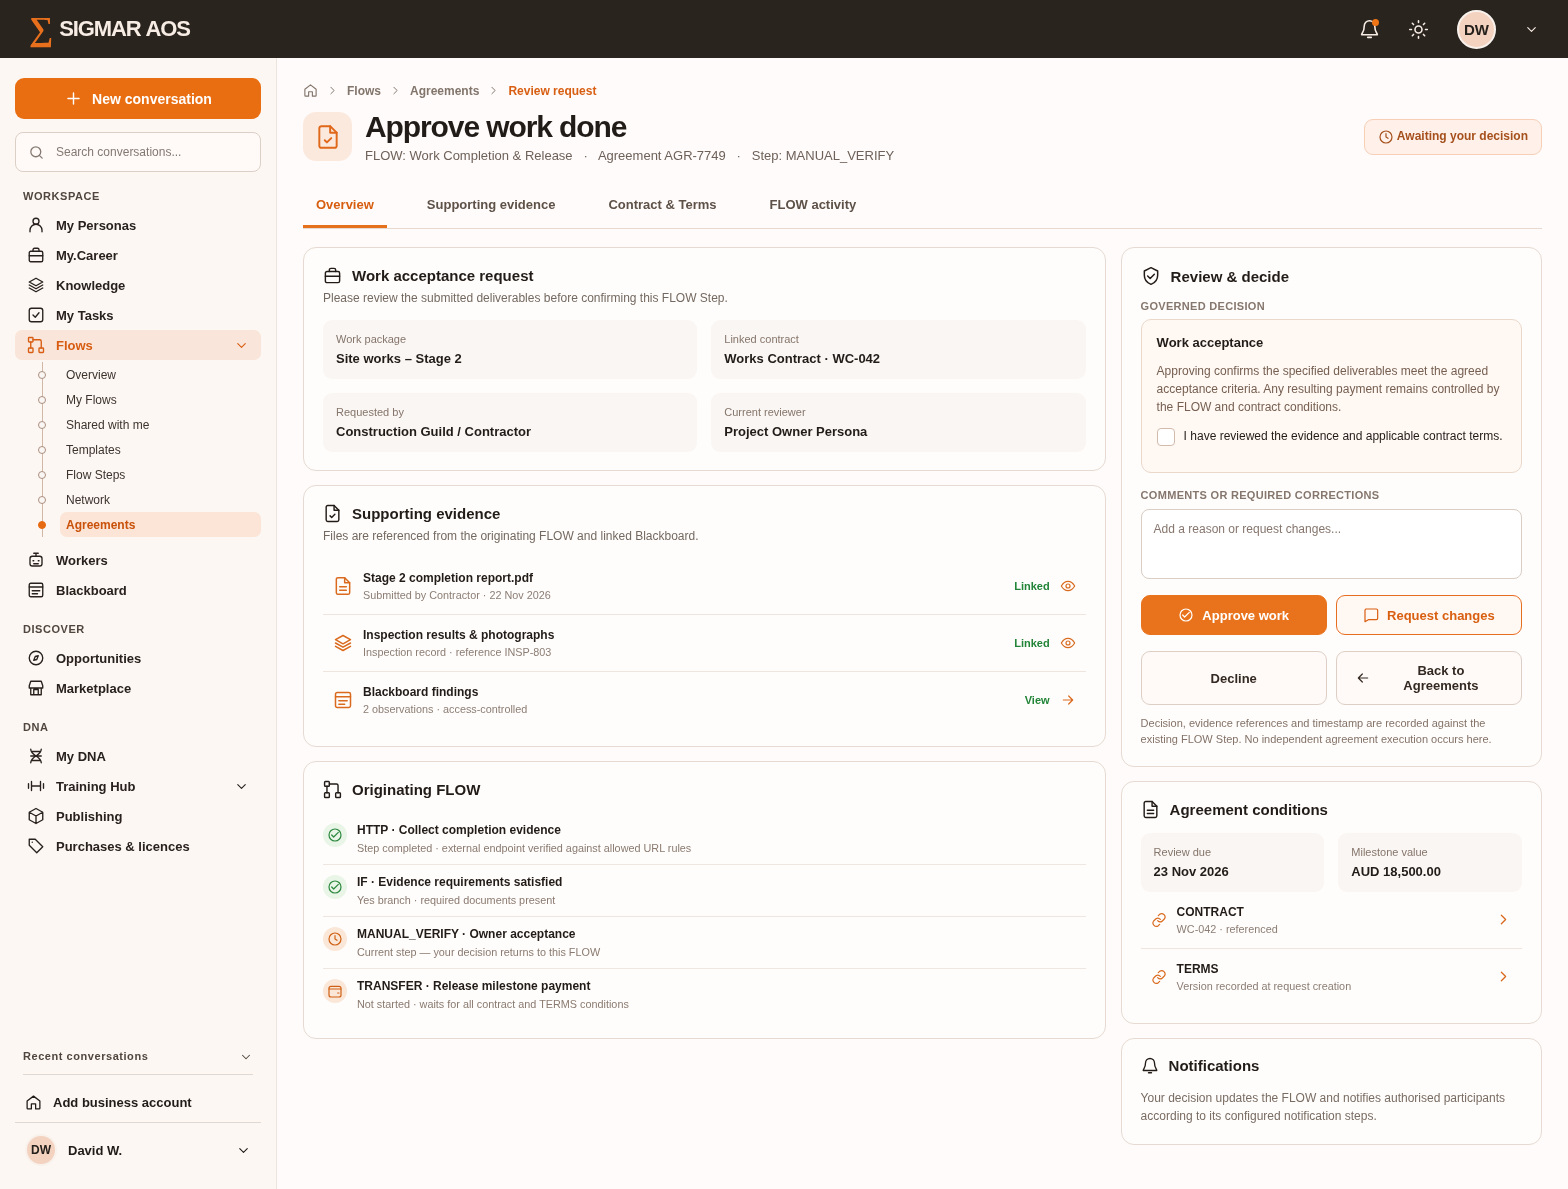 SIGMAR AOS
DW
New conversation
Search conversations...
WORKSPACE
My Personas
My.Career
Knowledge
My Tasks
Flows
Overview
My Flows
Shared with me
Templates
Flow Steps
Network
Agreements
Workers
Blackboard
DISCOVER
Opportunities
Marketplace
DNA
My DNA
Training Hub
Publishing
Purchases & licences
Recent conversations
Add business account
DW
David W.
Flows
Agreements
Review request
Approve work done
FLOW: Work Completion & Release · Agreement AGR-7749 · Step: MANUAL_VERIFY
Awaiting your decision
Overview
Supporting evidence
Contract & Terms
FLOW activity
Work acceptance request
Please review the submitted deliverables before confirming this FLOW Step.
Work package
Site works – Stage 2
Linked contract
Works Contract · WC-042
Requested by
Construction Guild / Contractor
Current reviewer
Project Owner Persona
Supporting evidence
Files are referenced from the originating FLOW and linked Blackboard.
Stage 2 completion report.pdf
Submitted by Contractor · 22 Nov 2026
Linked
Inspection results & photographs
Inspection record · reference INSP-803
Linked
Blackboard findings
2 observations · access-controlled
View
Originating FLOW
HTTP · Collect completion evidence
Step completed · external endpoint verified against allowed URL rules
IF · Evidence requirements satisfied
Yes branch · required documents present
MANUAL_VERIFY · Owner acceptance
Current step — your decision returns to this FLOW
TRANSFER · Release milestone payment
Not started · waits for all contract and TERMS conditions
Review & decide
GOVERNED DECISION
Work acceptance
Approving confirms the specified deliverables meet the agreed
acceptance criteria. Any resulting payment remains controlled by
the FLOW and contract conditions.
I have reviewed the evidence and applicable contract terms.
COMMENTS OR REQUIRED CORRECTIONS
Add a reason or request changes...
Approve work
Request changes
Decline
Back to
Agreements
Decision, evidence references and timestamp are recorded against the
existing FLOW Step. No independent agreement execution occurs here.
Agreement conditions
Review due
23 Nov 2026
Milestone value
AUD 18,500.00
CONTRACT
WC-042 · referenced
TERMS
Version recorded at request creation
Notifications
Your decision updates the FLOW and notifies authorised participants
according to its configured notification steps.